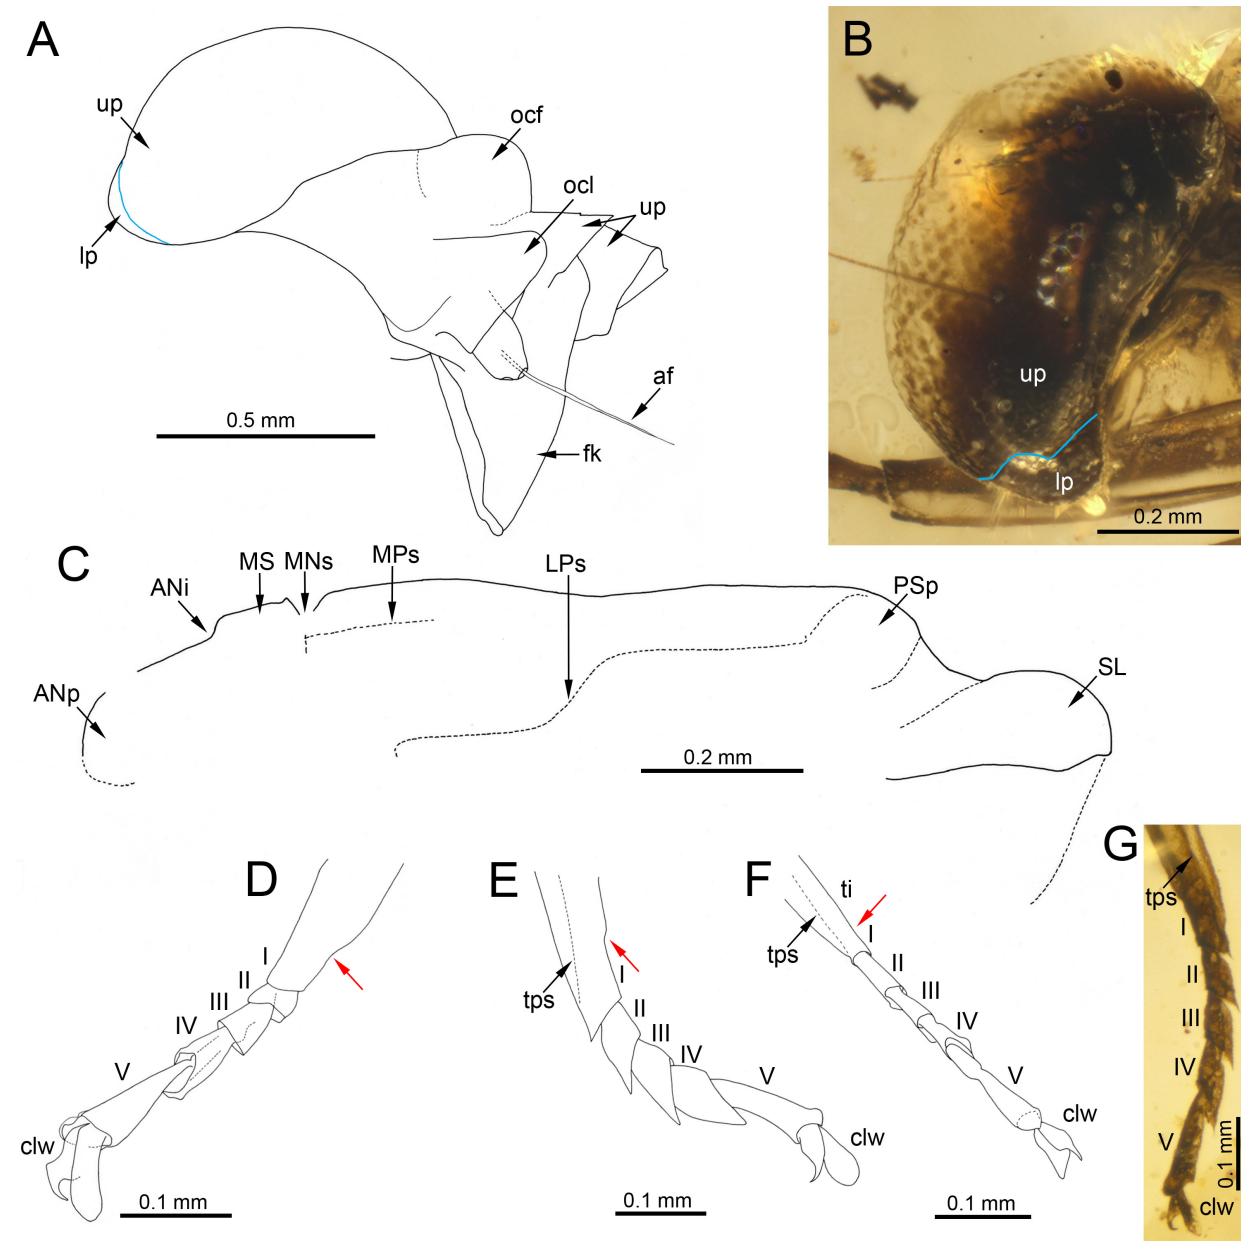 A
up
ocf
ocl
up
lp
af
0.5 mm
fk
B
up
lp
0.2 mm
C
ANi
MS
MNs
MPs
LPs
PSp
ANp
SL
0.2 mm
D
I
II
III
IV
V
clw
0.1 mm
E
tps
I
II
III
IV
V
clw
0.1 mm
F
ti
tps
I
II
III
IV
V
clw
0.1 mm
G
tps
I
II
III
IV
V
clw
0.1 mm